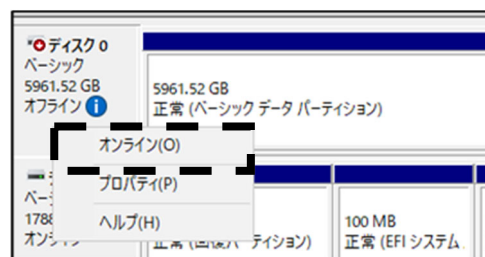 ディスク 0
ベーシック
5961.52 GB
オフライン
5961.52 GB
正常 (ベーシック データ パーティション)
オンライン(O)
プロパティ(P)
ヘルプ(H)
100 MB
正常 (EFI システム